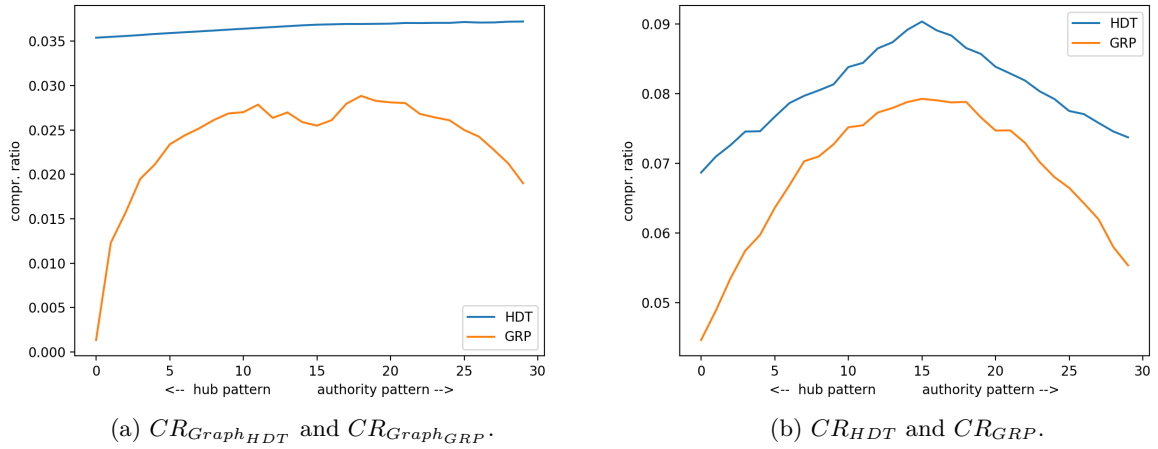 0.035
0.030
0.025
0.020
0.015
0.010
0.005
0.000
compr. ratio
HDT
GRP
0 5 10 15 20 25 30
<-- hub pattern authority pattern -->
(a) CR_{Graph_{HDT}} and CR_{Graph_{GRP}}.
0.09
0.08
0.07
0.06
0.05
compr. ratio
HDT
GRP
0 5 10 15 20 25 30
<-- hub pattern authority pattern -->
(b) CR_{HDT} and CR_{GRP}.